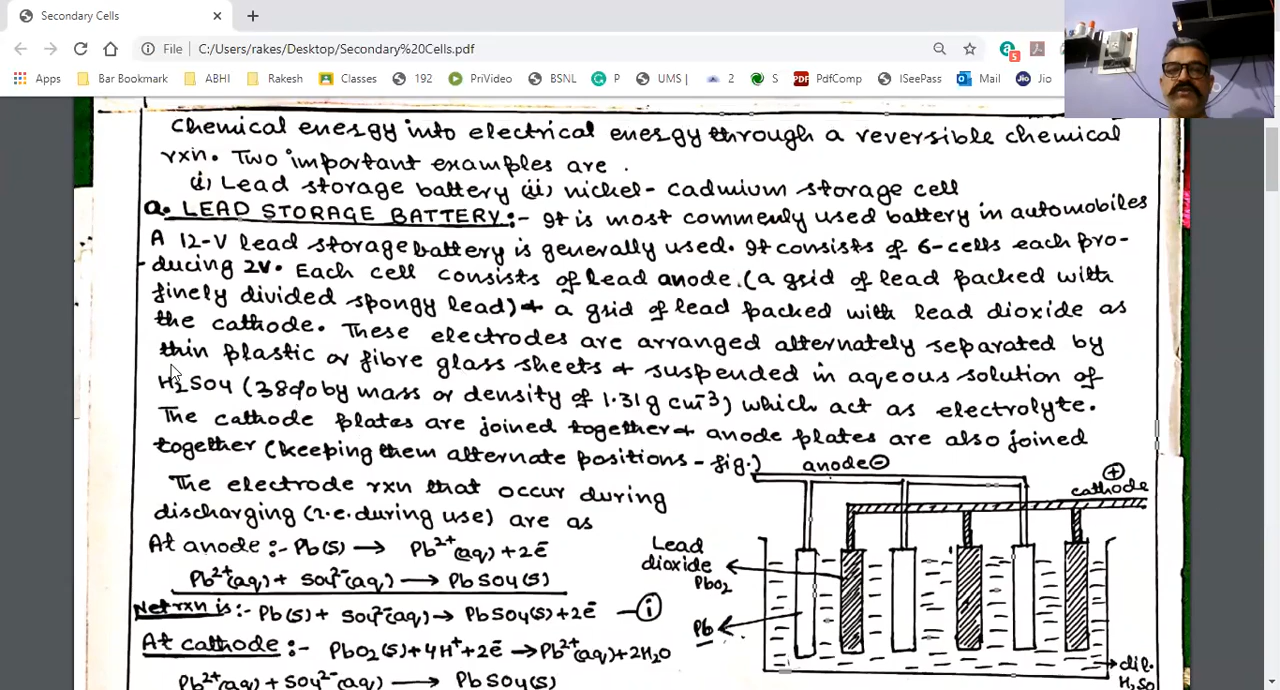 Secondary Cells
File C:/Users/rakes/Desktop/Secondary%20Cells.pdf
Apps Bar Bookmark ABHI Rakesh Classes 192 PriVideo BSNL P UMS | 2 S PdfComp ISeePass Mail Jio
5
chemical energy into electrical energy through a reversible chemical
rxn. Two important examples are.
(i) Lead storage battery (ii) nickel-cadmium storage cell
a. LEAD STORAGE BATTERY:- It is most commenly used battery in automobiles
A 12-V lead storage battery is generally used. It consists of 6-cells each pro-
ducing 2V. Each cell consists of lead anode. (a grid of lead packed with
finely divided spongy lead) & a grid of lead packed with lead dioxide as
the cathode. These electrodes are arranged alternately separated by
thin plastic or fibre glass sheets & suspended in aqeous solution of
H2SO4 (38% by mass or density of 1.31 g cm-3) which act as electrolyte.
The cathode plates are joined together & anode plates are also joined
together (keeping them alternate positions - fig.)
anode ⊖
⊕
cathode
The electrode rxn that occur during
discharging (i.e. during use) are as
At anode :- Pb(s) → Pb2+(aq) + 2ē
Pb2+(aq) + SO42-(aq) → PbSO4(s)
Net rxn is :- Pb(s) + SO42-(aq) → PbSO4(s) + 2ē —(i)
At cathode :- PbO2(s) + 4H+ + 2ē → Pb2+(aq) + 2H2O
Pb2+(aq) + SO42-(aq) → PbSO4(s)
Lead
dioxide
PbO2
Pb
dil.
H2SO